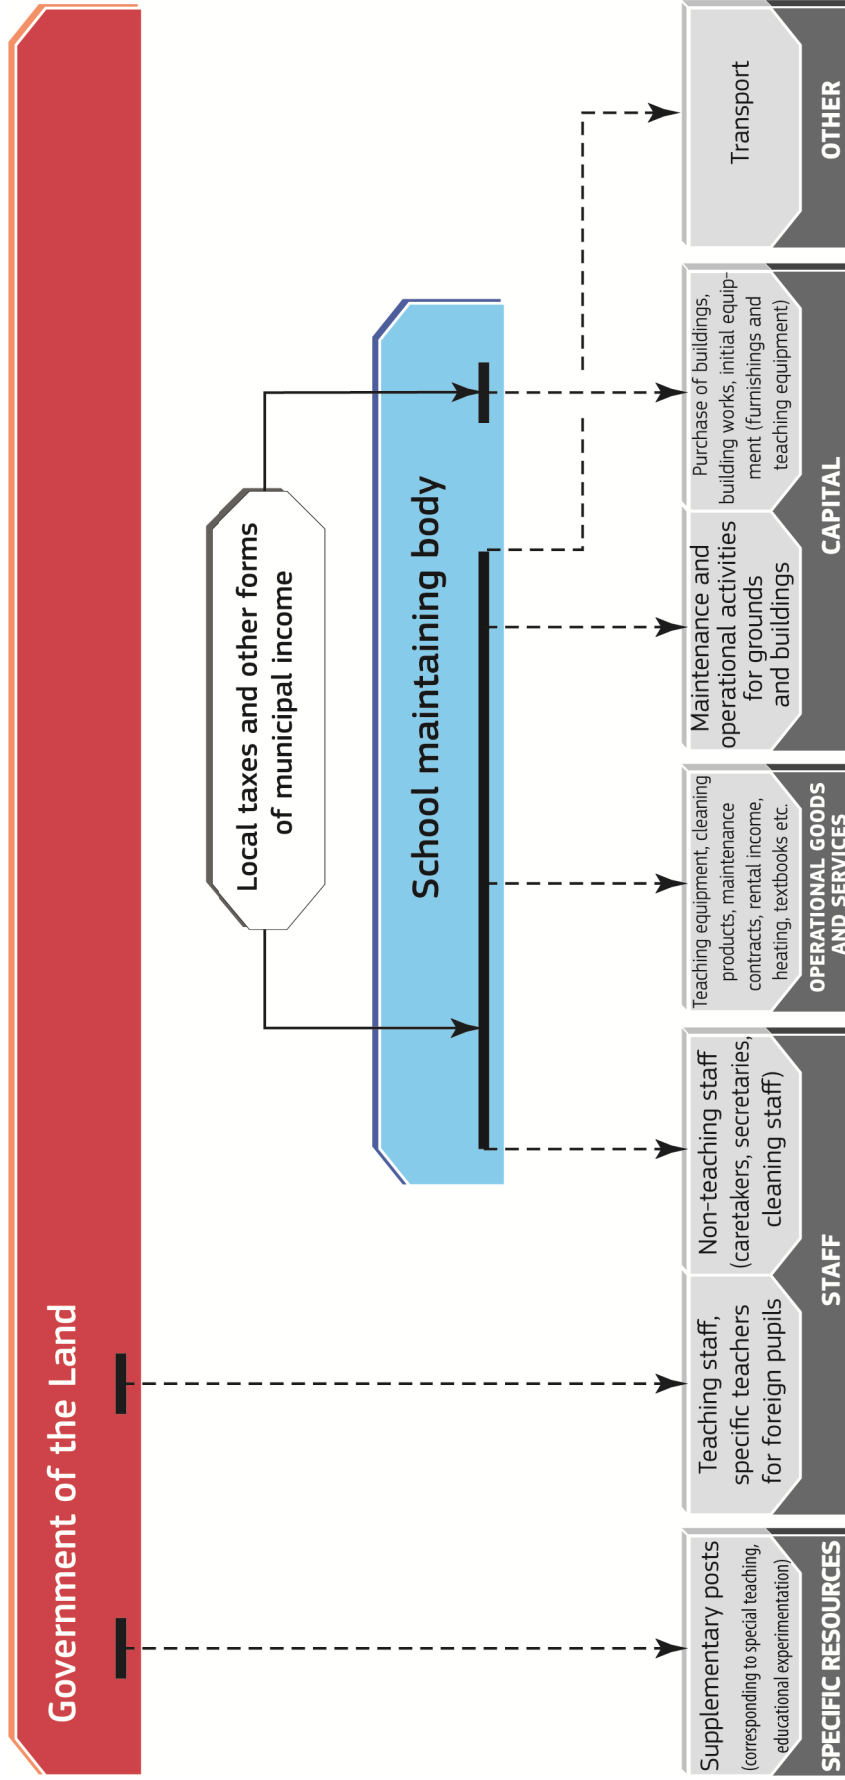 Government of the Land
Local taxes and other forms
of municipal income
School maintaining body
Supplementary posts
(corresponding to special teaching,
educational experimentation)
Teaching staff,
specific teachers
for foreign pupils
Non-teaching staff
(caretakers, secretaries,
cleaning staff)
Teaching equipment, cleaning
products, maintenance
contracts, rental income,
heating, textbooks etc.
Maintenance and
operational activities
for grounds
and buildings
Purchase of buildings,
building works, initial equip-
ment (furnishings and
teaching equipment)
Transport
SPECIFIC RESOURCES
STAFF
OPERATIONAL GOODS
AND SERVICES
CAPITAL
OTHER